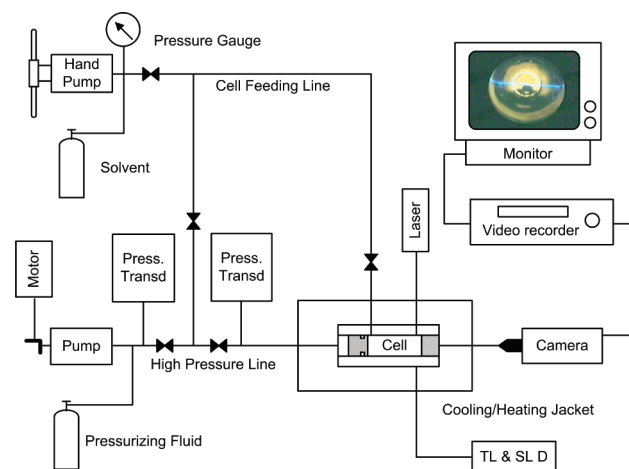 Pressure Gauge
Hand
Pump
Cell Feeding Line
Solvent
Monitor
Laser
Video recorder
Motor
Press.
Transd
Press.
Transd
Pump
High Pressure Line
Cell
Camera
Cooling/Heating Jacket
Pressurizing Fluid
TL & SL D